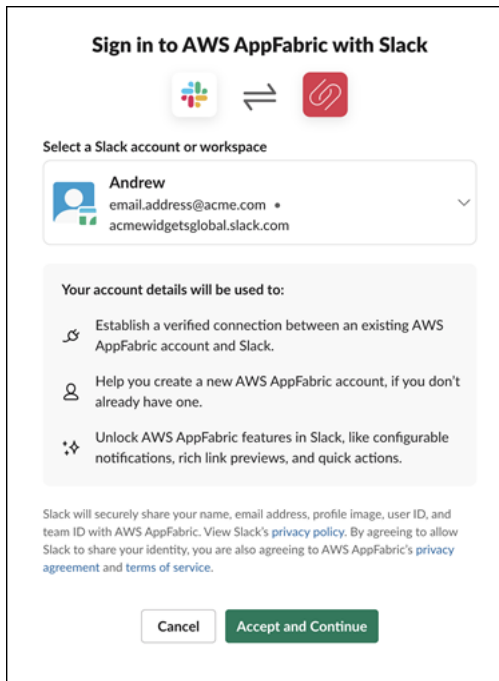 Sign in to AWS AppFabric with Slack
Select a Slack account or workspace
Andrew
email.address@acme.com •
acmewidgetsglobal.slack.com
Your account details will be used to:
Establish a verified connection between an existing AWS
AppFabric account and Slack.
Help you create a new AWS AppFabric account, if you don't
already have one.
Unlock AWS AppFabric features in Slack, like configurable
notifications, rich link previews, and quick actions.
Slack will securely share your name, email address, profile image, user ID, and
team ID with AWS AppFabric. View Slack's privacy policy. By agreeing to allow
Slack to share your identity, you are also agreeing to AWS AppFabric's privacy
agreement and terms of service.
Cancel Accept and Continue